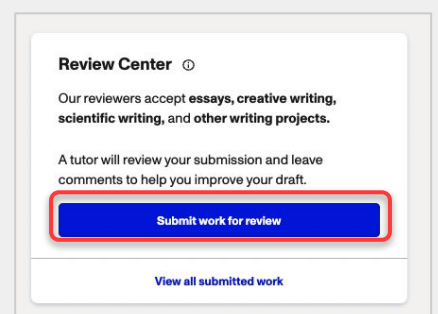 Review Center
Our reviewers accept essays, creative writing,
scientific writing, and other writing projects.
A tutor will review your submission and leave
comments to help you improve your draft.
Submit work for review
View all submitted work